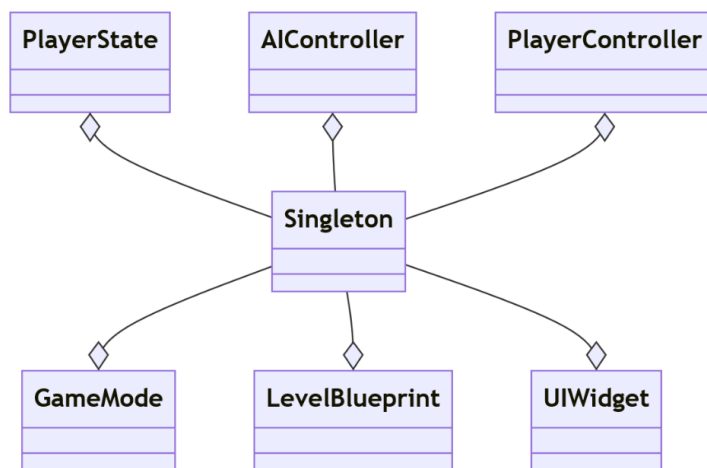 PlayerState
AIController
PlayerController
Singleton
GameMode
LevelBlueprint
UIWidget